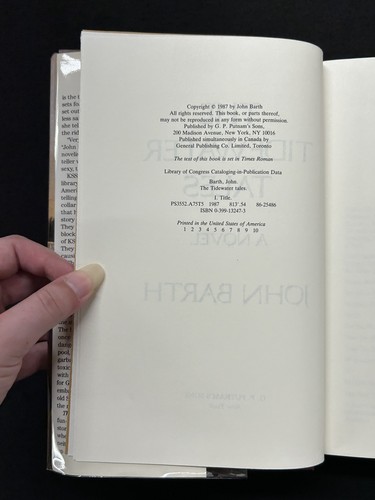 Copyright © 1987 by John Barth
All rights reserved. This book, or parts thereof,
may not be reproduced in any form without permission.
Published by G. P. Putnam's Sons,
200 Madison Avenue, New York, NY 10016
Published simultaneously in Canada by
General Publishing Co. Limited, Toronto
The text of this book is set in Times Roman
Library of Congress Cataloging-in-Publication Data
Barth, John.
The Tidewater tales.
I. Title.
PS3552.A75T5 1987 813'.54 86-25486
ISBN 0-399-13247-3
Printed in the United States of America
1 2 3 4 5 6 7 8 9 10
TALES
A NOVEL
JOHN BARTH